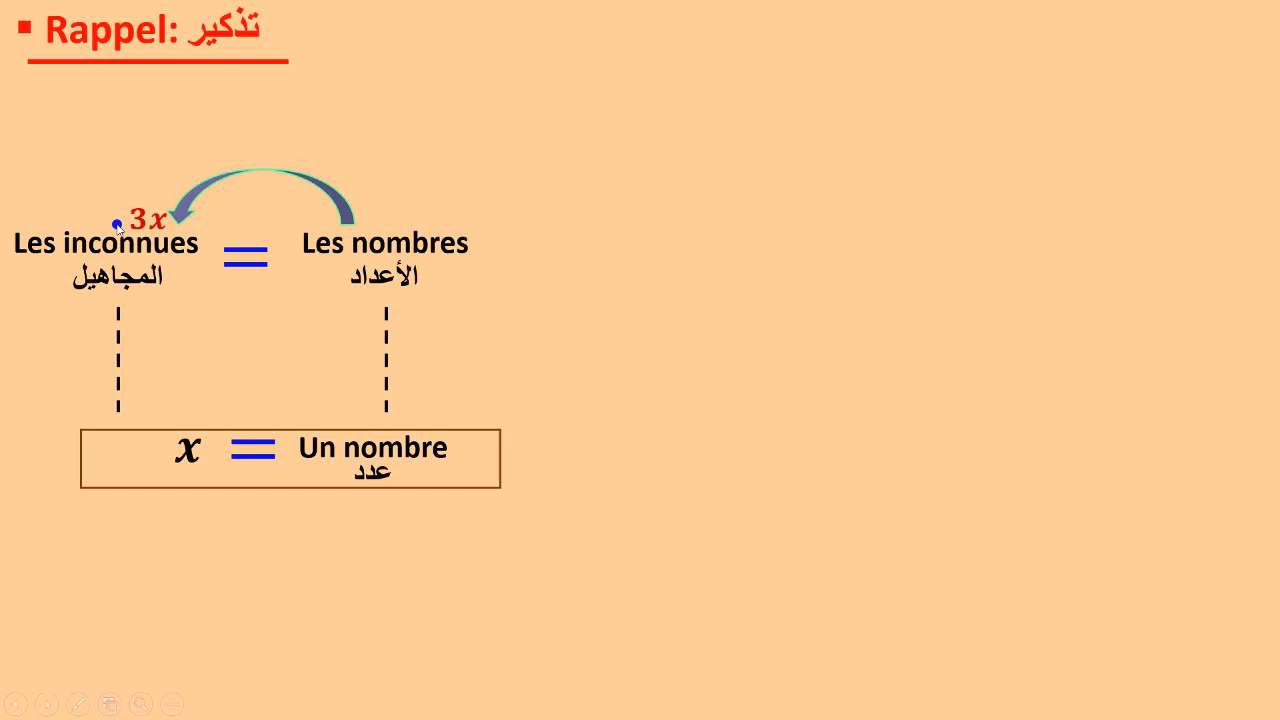 Rappel: تذكير
3x
Les inconnues = Les nombres
المجاهيل الأعداد
x = Un nombre
عدد